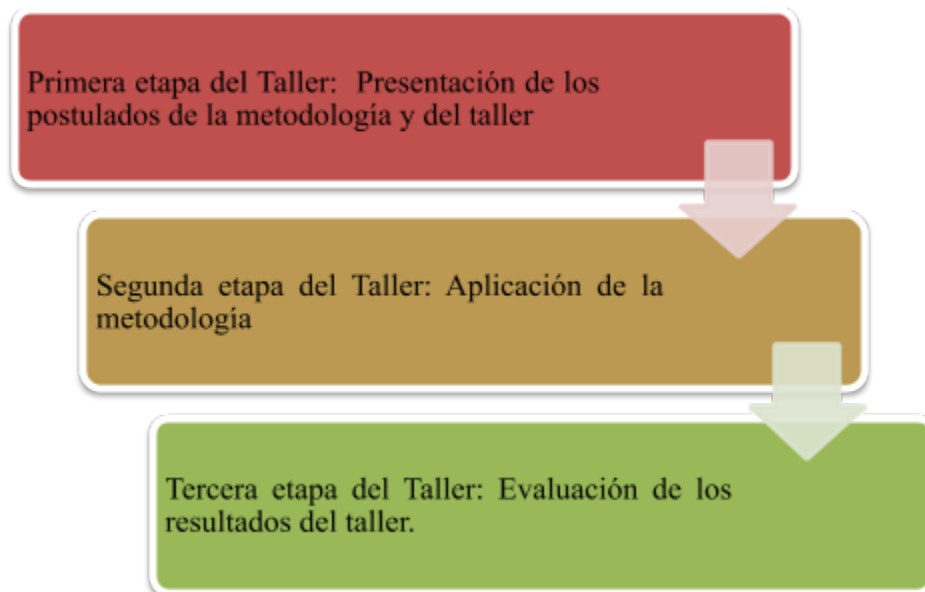 Primera etapa del Taller: Presentación de los
postulados de la metodología y del taller
Segunda etapa del Taller: Aplicación de la
metodología
Tercera etapa del Taller: Evaluación de los
resultados del taller.